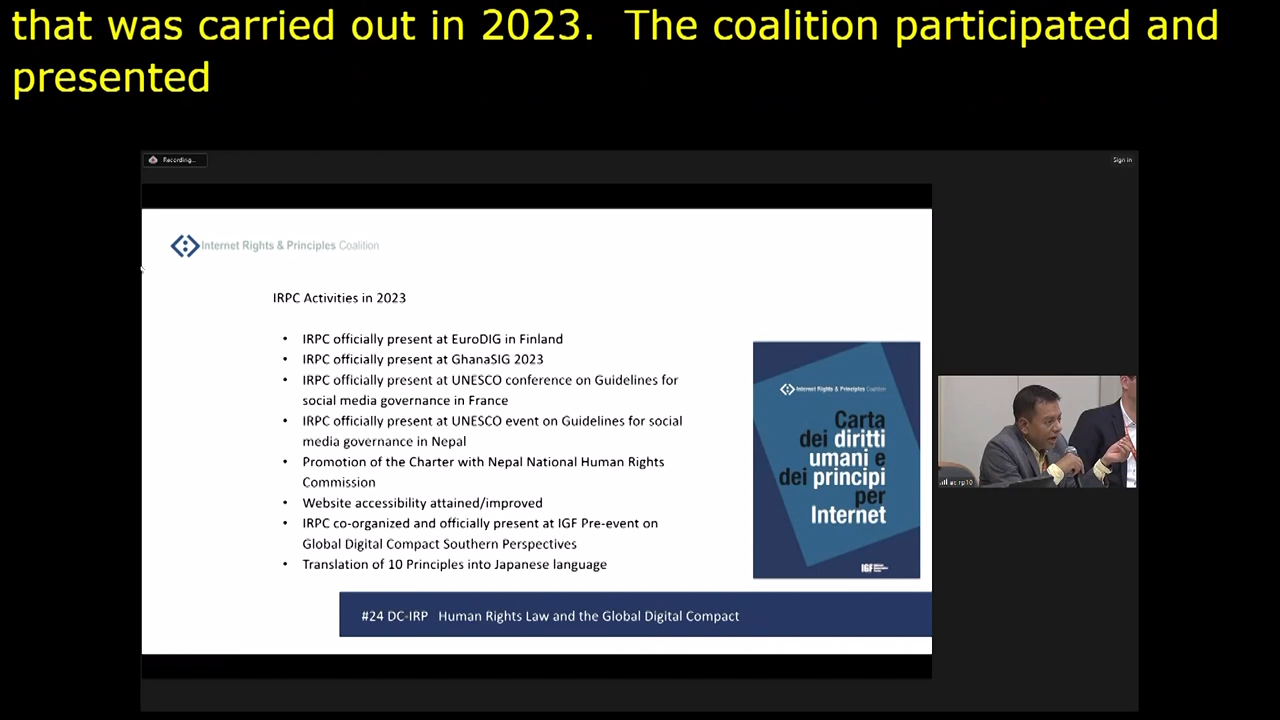 that was carried out in 2023.  The coalition participated and
presented
Recording...
Sign in
Internet Rights & Principles Coalition
IRPC Activities in 2023
• IRPC officially present at EuroDIG in Finland
• IRPC officially present at GhanaSIG 2023
• IRPC officially present at UNESCO conference on Guidelines for
social media governance in France
• IRPC officially present at UNESCO event on Guidelines for social
media governance in Nepal
• Promotion of the Charter with Nepal National Human Rights
Commission
• Website accessibility attained/improved
• IRPC co-organized and officially present at IGF Pre-event on
Global Digital Compact Southern Perspectives
• Translation of 10 Principles into Japanese language
Internet Rights & Principles Coalition
Carta
dei diritti
umani e
dei principi
per
Internet
IGF
#24 DC-IRP   Human Rights Law and the Global Digital Compact